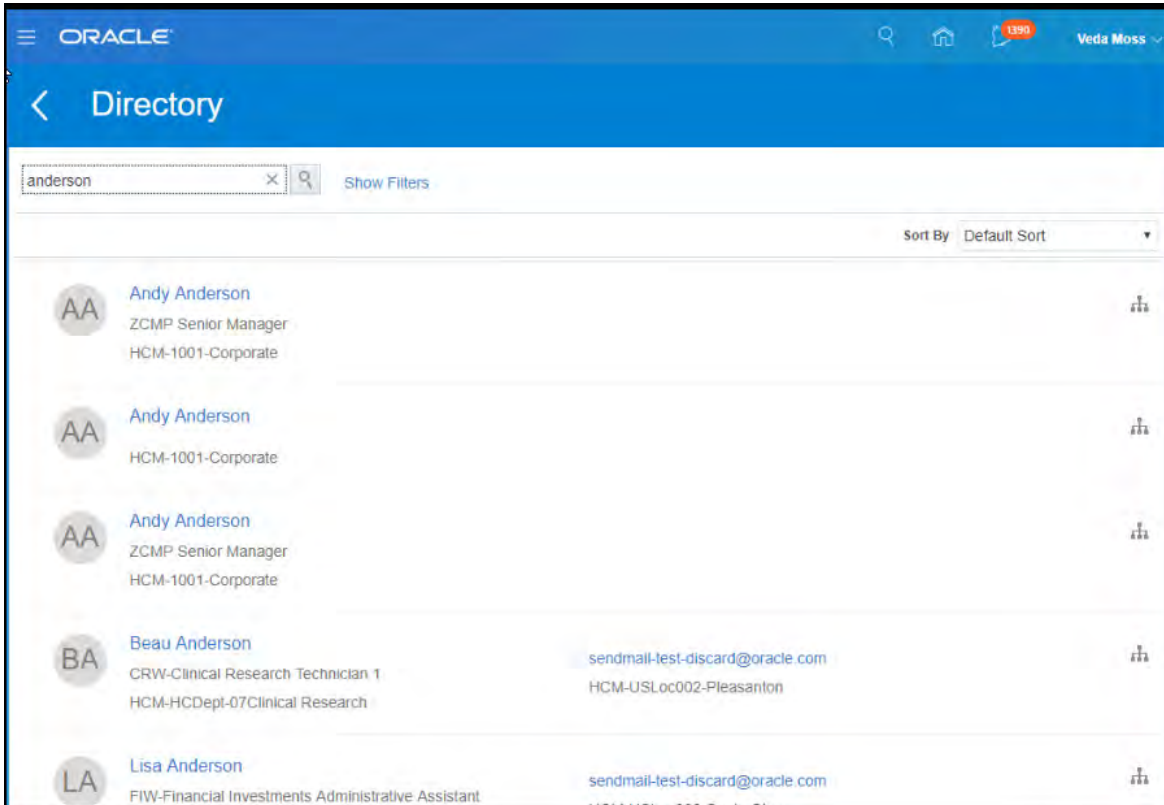 ORACLE
1390
Veda Moss
Directory
anderson
Show Filters
Sort By Default Sort
AA
Andy Anderson
ZCMP Senior Manager
HCM-1001-Corporate
AA
Andy Anderson
HCM-1001-Corporate
AA
Andy Anderson
ZCMP Senior Manager
HCM-1001-Corporate
BA
Beau Anderson
CRW-Clinical Research Technician 1
HCM-HCDept-07Clinical Research
sendmail-test-discard@oracle.com
HCM-USLoc002-Pleasanton
LA
Lisa Anderson
FIW-Financial Investments Administrative Assistant
sendmail-test-discard@oracle.com